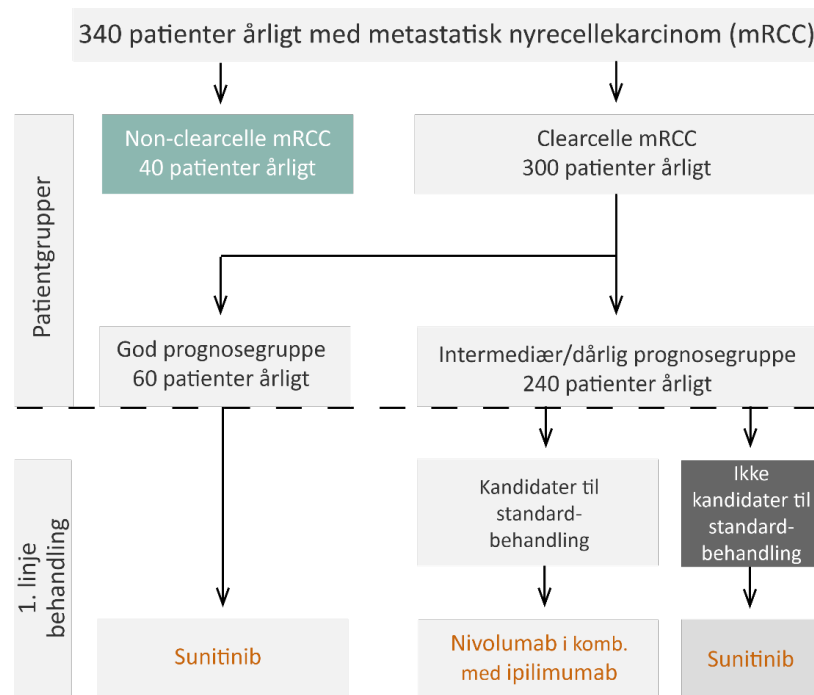 340 patienter årligt med metastatisk nyrecellekarcinom (mRCC)
Patientgrupper
Non-clearcelle mRCC
40 patienter årligt
Clearcelle mRCC
300 patienter årligt
God prognosegruppe
60 patienter årligt
Intermediær/dårlig prognosegruppe
240 patienter årligt
1. linje
behandling
Kandidater til
standard-
behandling
Ikke
kandidater til
standard-
behandling
Sunitinib
Nivolumab i komb.
med ipilimumab
Sunitinib